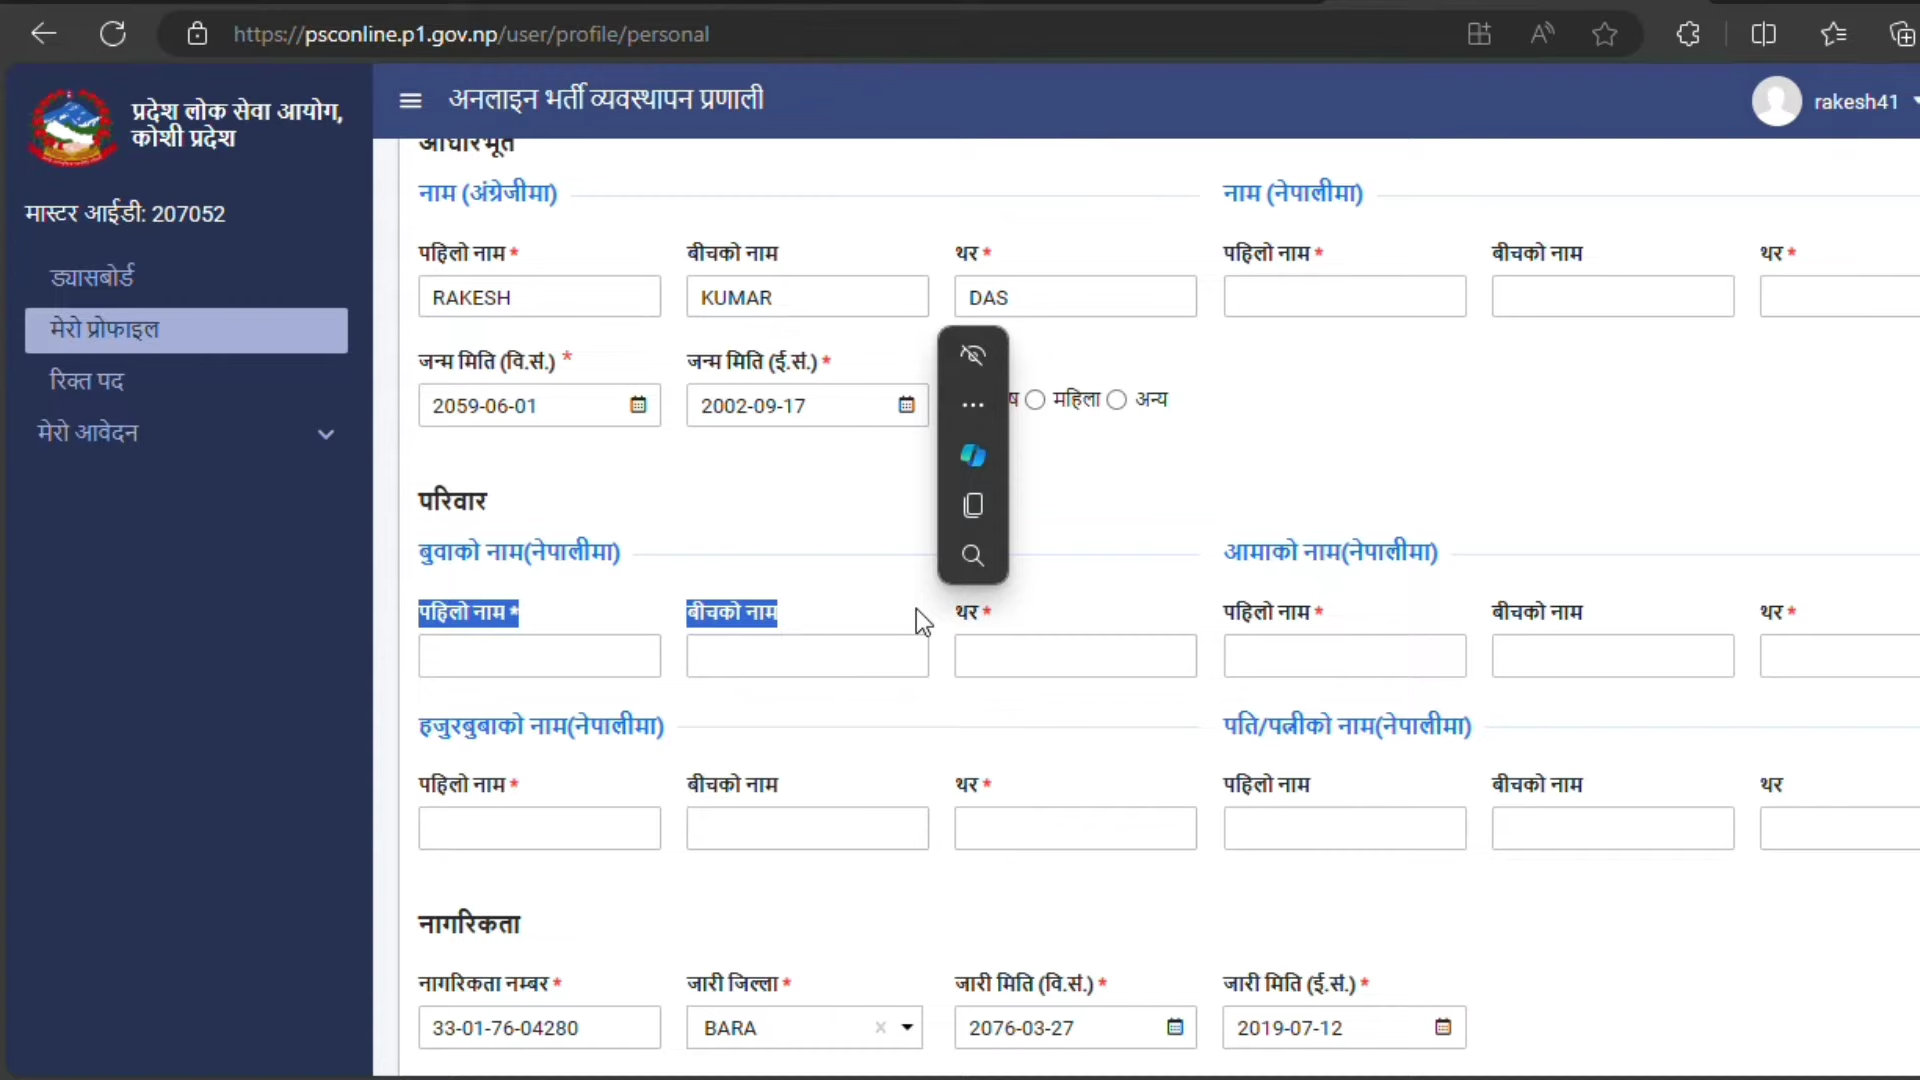 https://psconline.p1.gov.np/user/profile/personal
प्रदेश लोक सेवा आयोग,
कोशी प्रदेश
अनलाइन भर्ती व्यवस्थापन प्रणाली
rakesh41
मास्टर आईडी: 207052
ड्यासबोर्ड
मेरो प्रोफाइल
रिक्त पद
मेरो आवेदन
आधारभूत
नाम (अंग्रेजीमा) नाम (नेपालीमा)
पहिलो नाम * बीचको नाम थर * पहिलो नाम * बीचको नाम थर *
RAKESH KUMAR DAS
जन्म मिति (वि.सं.) * जन्म मिति (ई.सं.) *
2059-06-01 2002-09-17 ष महिला अन्य
परिवार
बुवाको नाम(नेपालीमा) आमाको नाम(नेपालीमा)
पहिलो नाम * बीचको नाम थर * पहिलो नाम * बीचको नाम थर *
हजुरबुबाको नाम(नेपालीमा) पति/पत्नीको नाम(नेपालीमा)
पहिलो नाम * बीचको नाम थर * पहिलो नाम बीचको नाम थर
नागरिकता
नागरिकता नम्बर * जारी जिल्ला * जारी मिति (वि.सं.) * जारी मिति (ई.सं.) *
33-01-76-04280 BARA 2076-03-27 2019-07-12